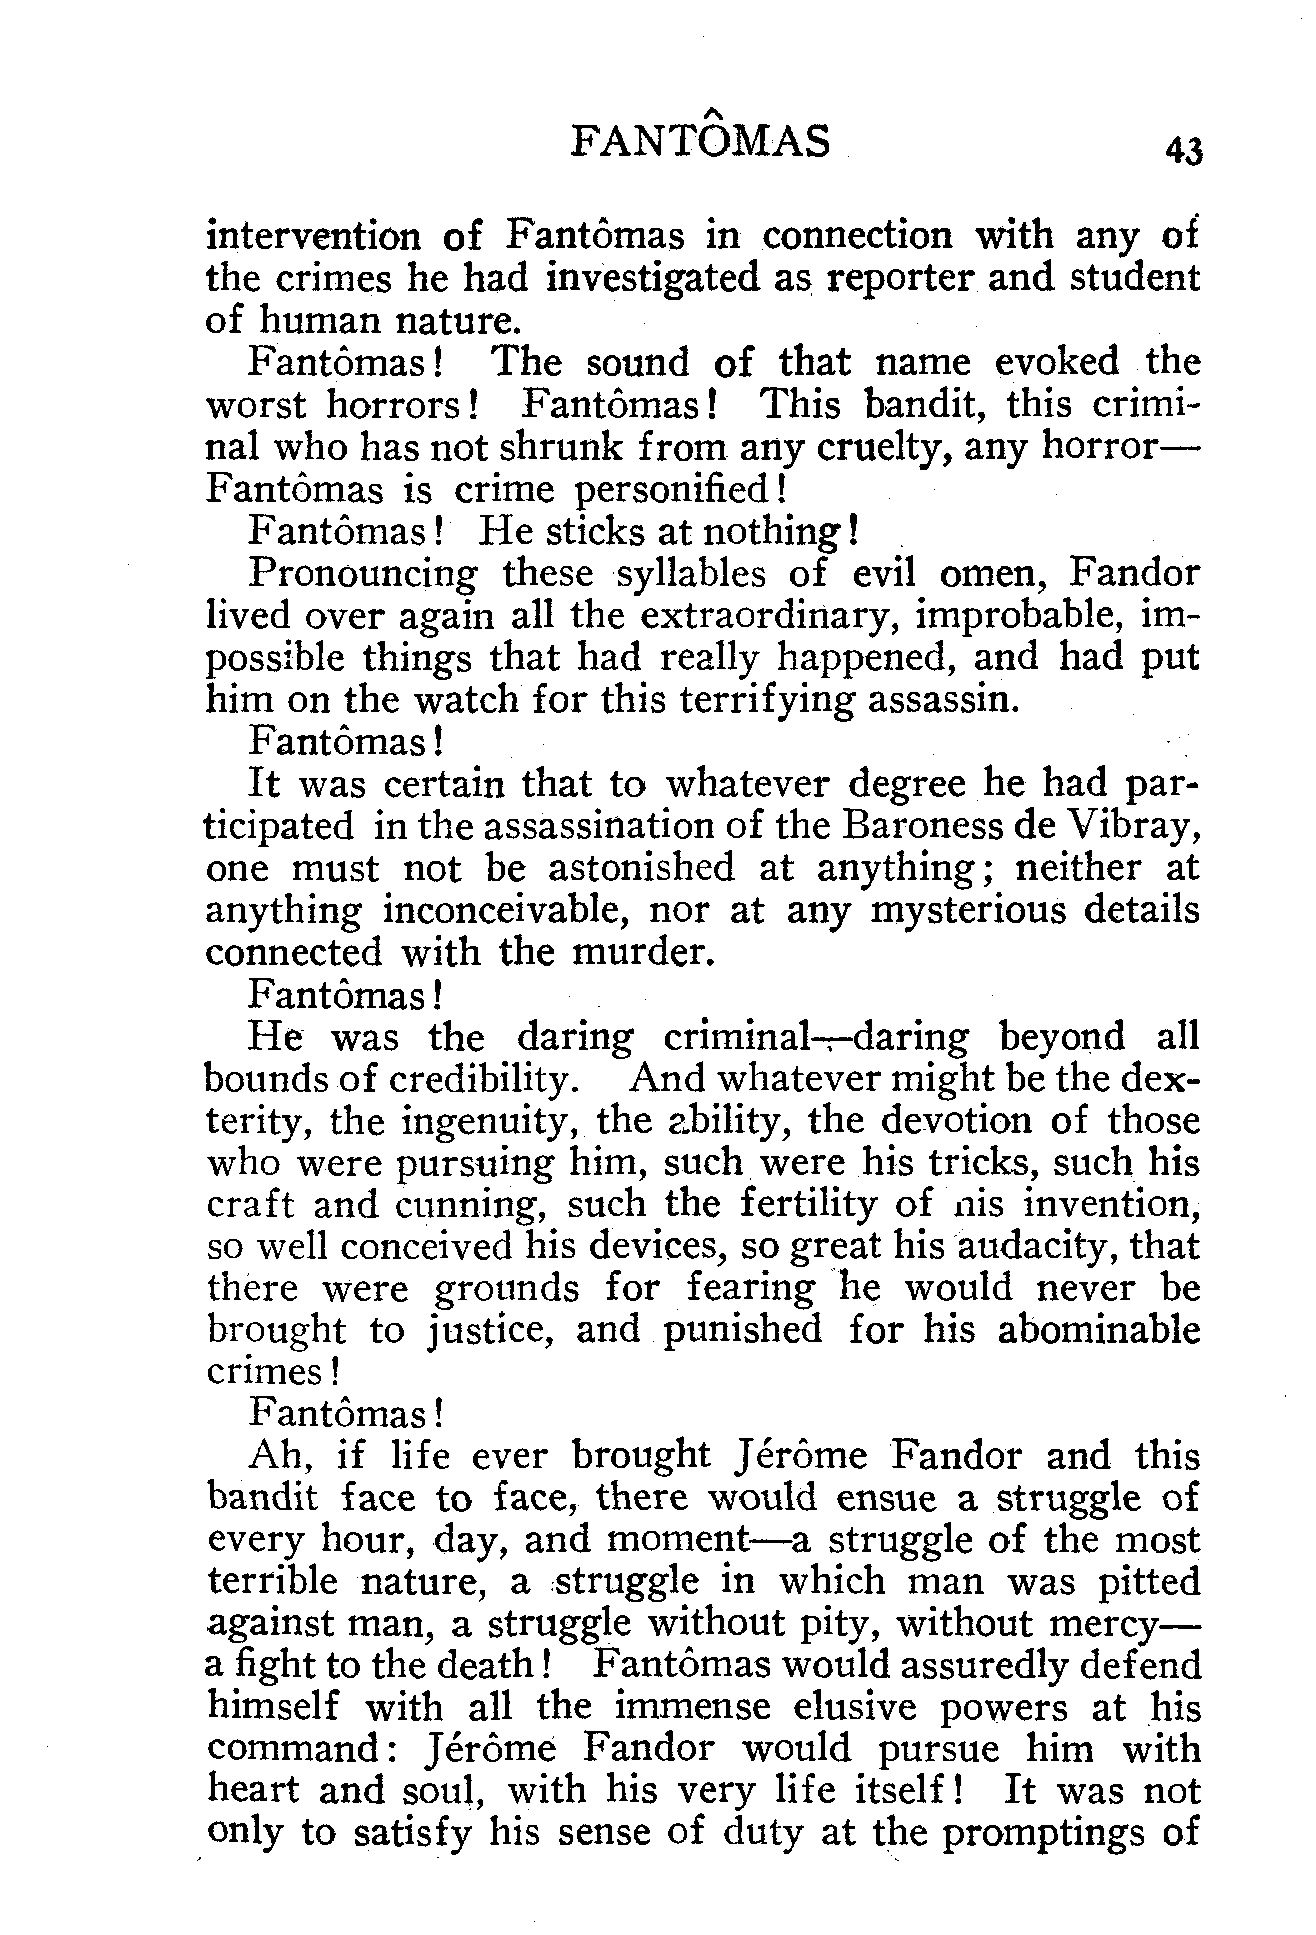 FANTÔMAS 43
intervention of Fantômas in connection with any of
the crimes he had investigated as reporter and student
of human nature.
Fantômas! The sound of that name evoked the
worst horrors! Fantômas! This bandit, this crimi-
nal who has not shrunk from any cruelty, any horror—
Fantômas is crime personified!
Fantômas! He sticks at nothing!
Pronouncing these syllables of evil omen, Fandor
lived over again all the extraordinary, improbable, im-
possible things that had really happened, and had put
him on the watch for this terrifying assassin.
Fantômas!
It was certain that to whatever degree he had par-
ticipated in the assassination of the Baroness de Vibray,
one must not be astonished at anything; neither at
anything inconceivable, nor at any mysterious details
connected with the murder.
Fantômas!
He was the daring criminal—daring beyond all
bounds of credibility. And whatever might be the dex-
terity, the ingenuity, the ability, the devotion of those
who were pursuing him, such were his tricks, such his
craft and cunning, such the fertility of his invention,
so well conceived his devices, so great his audacity, that
there were grounds for fearing he would never be
brought to justice, and punished for his abominable
crimes!
Fantômas!
Ah, if life ever brought Jérôme Fandor and this
bandit face to face, there would ensue a struggle of
every hour, day, and moment—a struggle of the most
terrible nature, a struggle in which man was pitted
against man, a struggle without pity, without mercy—
a fight to the death! Fantômas would assuredly defend
himself with all the immense elusive powers at his
command: Jérôme Fandor would pursue him with
heart and soul, with his very life itself! It was not
only to satisfy his sense of duty at the promptings of